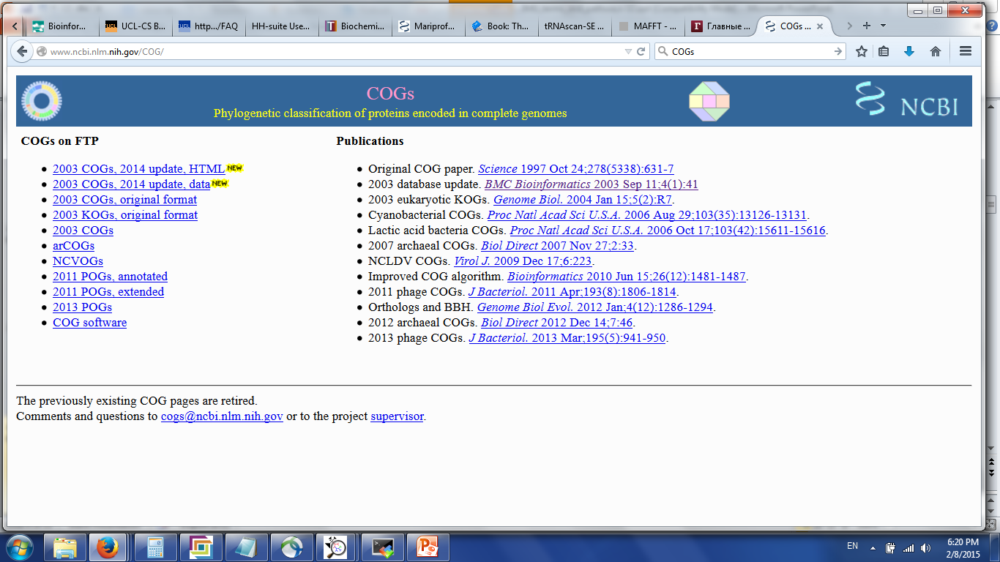 Bioinfor...
UCL-CS B...
http.../FAQ
HH-suite Use...
Biochemi...
Mariprof...
Book: Th...
tRNAscan-SE ...
MAFFT - ...
Главные ...
COGs ...
www.ncbi.nlm.nih.gov/COG/
COGs
COGs
Phylogenetic classification of proteins encoded in complete genomes
NCBI
COGs on FTP
2003 COGs, 2014 update, HTML NEW
2003 COGs, 2014 update, data NEW
2003 COGs, original format
2003 KOGs, original format
2003 COGs
arCOGs
NCVOGs
2011 POGs, annotated
2011 POGs, extended
2013 POGs
COG software
Publications
Original COG paper. Science 1997 Oct 24;278(5338):631-7
2003 database update. BMC Bioinformatics 2003 Sep 11;4(1):41
2003 eukaryotic KOGs. Genome Biol. 2004 Jan 15;5(2):R7.
Cyanobacterial COGs. Proc Natl Acad Sci U.S.A. 2006 Aug 29;103(35):13126-13131.
Lactic acid bacteria COGs. Proc Natl Acad Sci U.S.A. 2006 Oct 17;103(42):15611-15616.
2007 archaeal COGs. Biol Direct 2007 Nov 27;2:33.
NCLDV COGs. Virol J. 2009 Dec 17;6:223.
Improved COG algorithm. Bioinformatics 2010 Jun 15;26(12):1481-1487.
2011 phage COGs. J Bacteriol. 2011 Apr;193(8):1806-1814.
Orthologs and BBH. Genome Biol Evol. 2012 Jan;4(12):1286-1294.
2012 archaeal COGs. Biol Direct 2012 Dec 14;7:46.
2013 phage COGs. J Bacteriol. 2013 Mar;195(5):941-950.
The previously existing COG pages are retired.
Comments and questions to cogs@ncbi.nlm.nih.gov or to the project supervisor.
EN
6:20 PM
2/8/2015